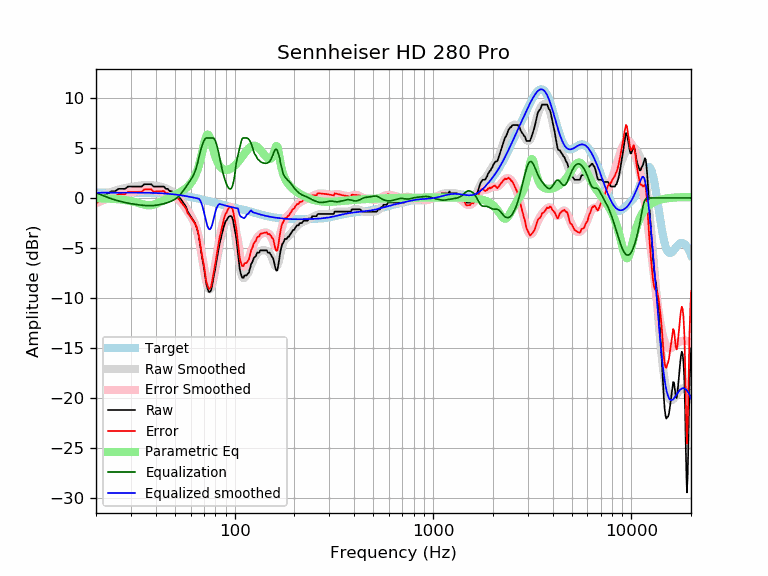 Sennheiser HD 280 Pro
Amplitude (dBr)
10
5
0
−5
−10
−15
−20
−25
−30
Target
Raw Smoothed
Error Smoothed
Raw
Error
Parametric Eq
Equalization
Equalized smoothed
100
1000
10000
Frequency (Hz)